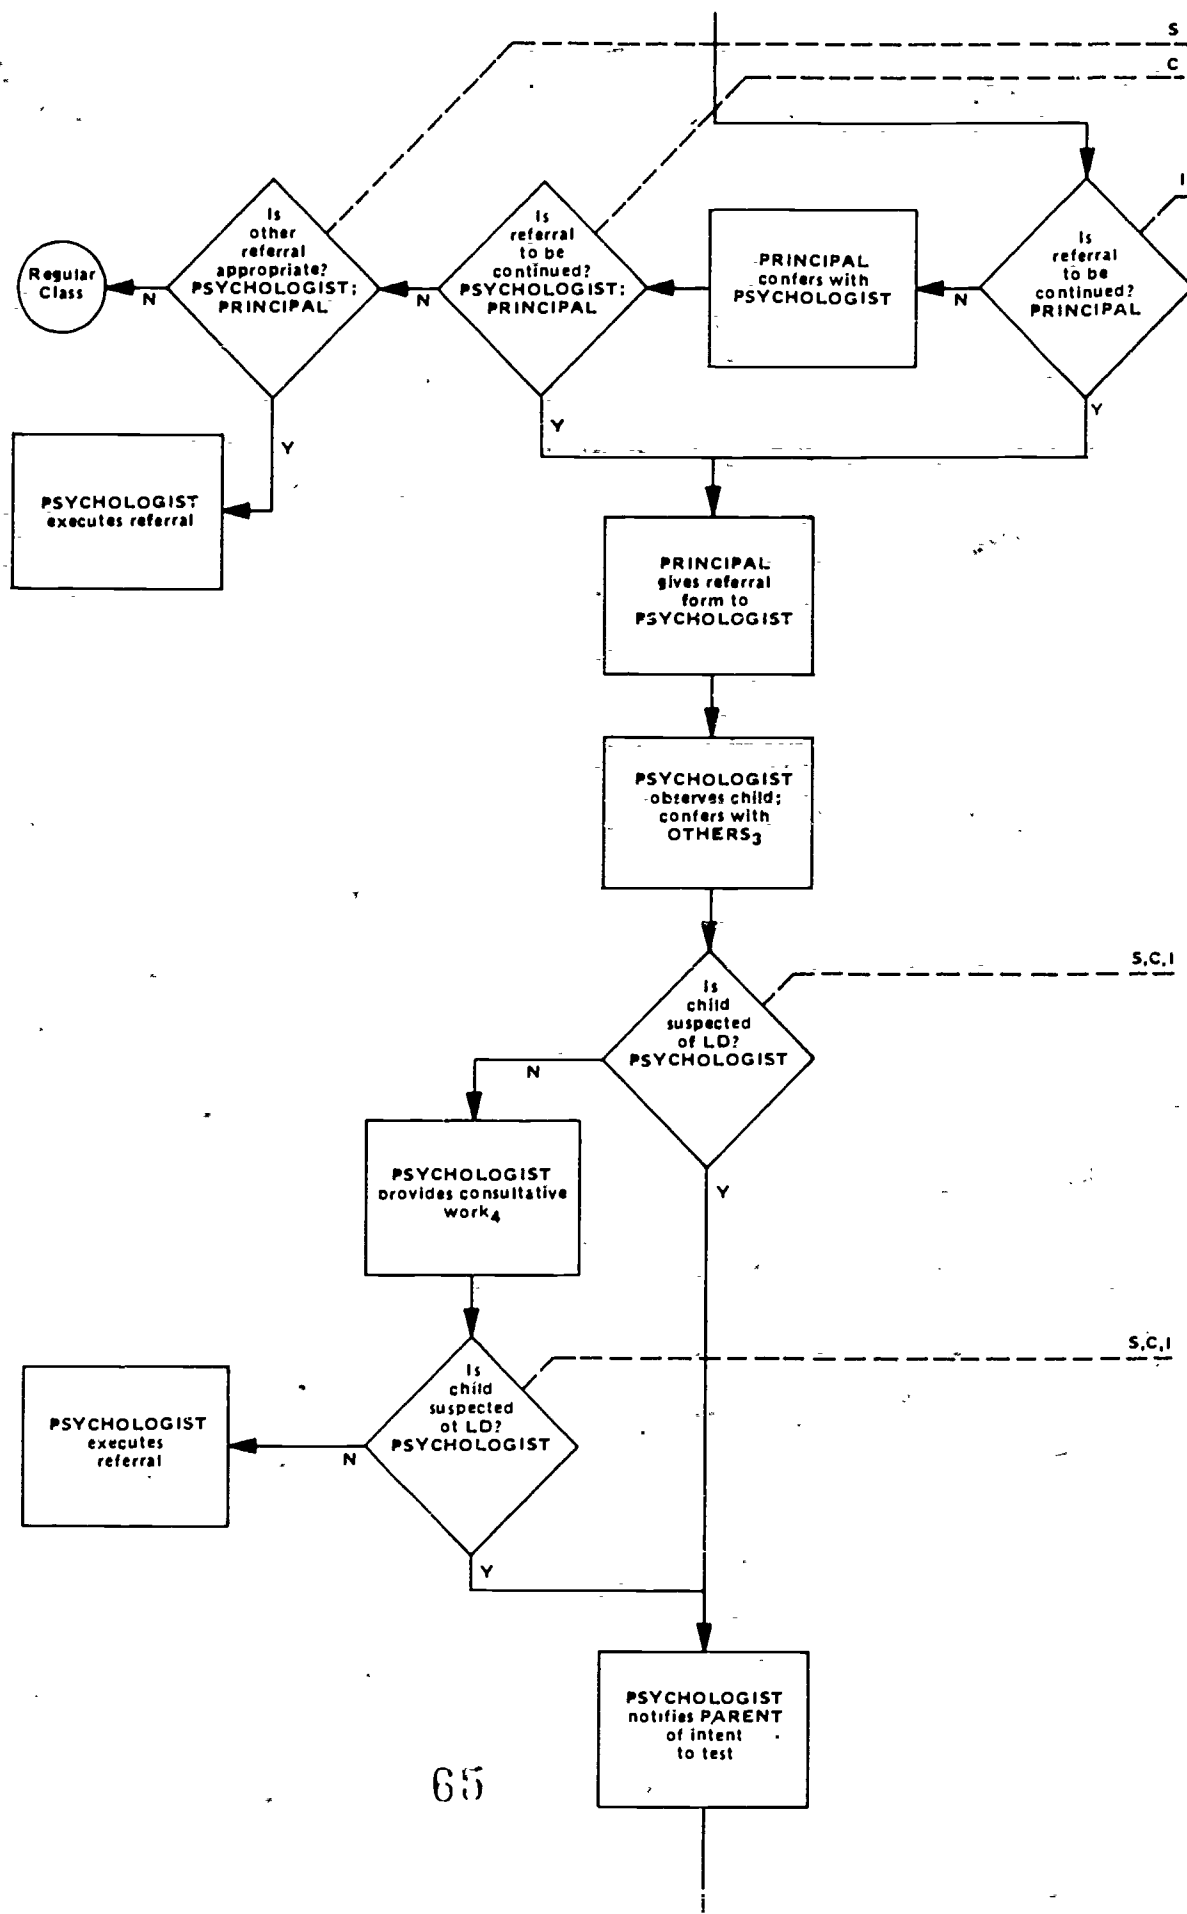 S
C
I
Is
other
referral
appropriate?
PSYCHOLOGIST;
PRINCIPAL
Is
referral
to be
continued?
PSYCHOLOGIST;
PRINCIPAL
PRINCIPAL
confers with
PSYCHOLOGIST
Is
referral
to be
continued?
PRINCIPAL
Regular
Class
N
N
N
Y
Y
Y
PSYCHOLOGIST
executes referral
PRINCIPAL
gives referral
form to
PSYCHOLOGIST
PSYCHOLOGIST
observes child;
confers with
OTHERS3
S,C,I
Is
child
suspected
of LD?
PSYCHOLOGIST
N
Y
PSYCHOLOGIST
provides consultative
work4
S,C,I
Is
child
suspected
of LD?
PSYCHOLOGIST
N
Y
PSYCHOLOGIST
executes
referral
PSYCHOLOGIST
notifies PARENT
of intent
to test
65